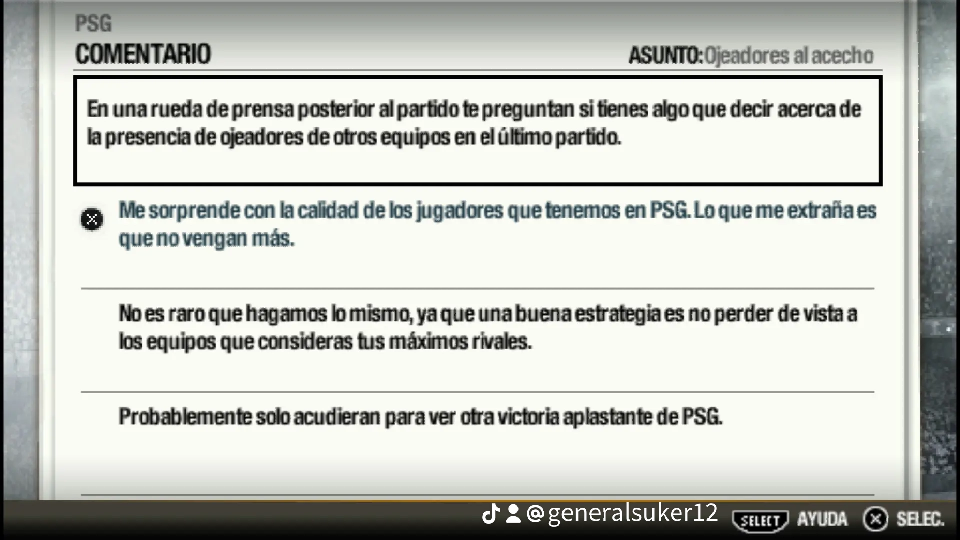 PSG
COMENTARIO
ASUNTO: Ojeadores al acecho
En una rueda de prensa posterior al partido te preguntan si tienes algo que decir acerca de
la presencia de ojeadores de otros equipos en el último partido.
Me sorprende con la calidad de los jugadores que tenemos en PSG. Lo que me extraña es
que no vengan más.
No es raro que hagamos lo mismo, ya que una buena estrategia es no perder de vista a
los equipos que consideras tus máximos rivales.
Probablemente solo acudieran para ver otra victoria aplastante de PSG.
@generalsuker12
SELECT AYUDA SELEC.